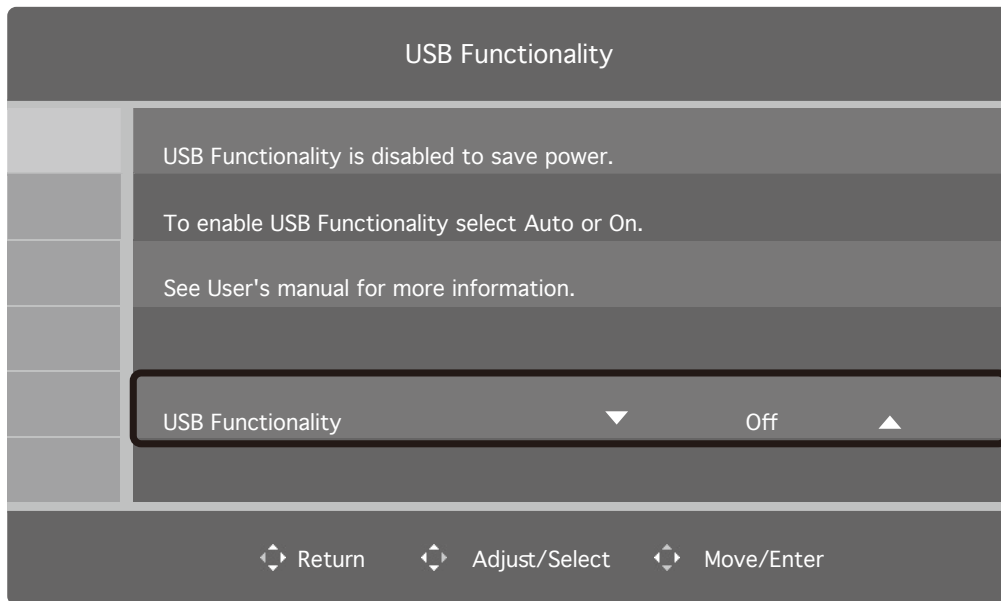 USB Functionality
USB Functionality is disabled to save power.
To enable USB Functionality select Auto or On.
See User's manual for more information.
USB Functionality Off
Return Adjust/Select Move/Enter